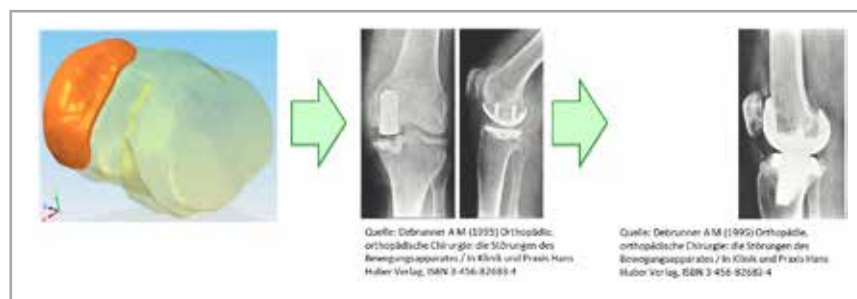 Quelle: Debrunner A M (1995) Orthopädie,
orthopädische Chirurgie: die Störungen des
Bewegungsapparates / in Klinik und Praxis Hans
Huber Verlag, ISBN 3-456-82683-4
Quelle: Debrunner A M (1995) Orthopädie,
orthopädische Chirurgie: die Störungen des
Bewegungsapparates / in Klinik und Praxis Hans
Huber Verlag, ISBN 3-456-82683-4